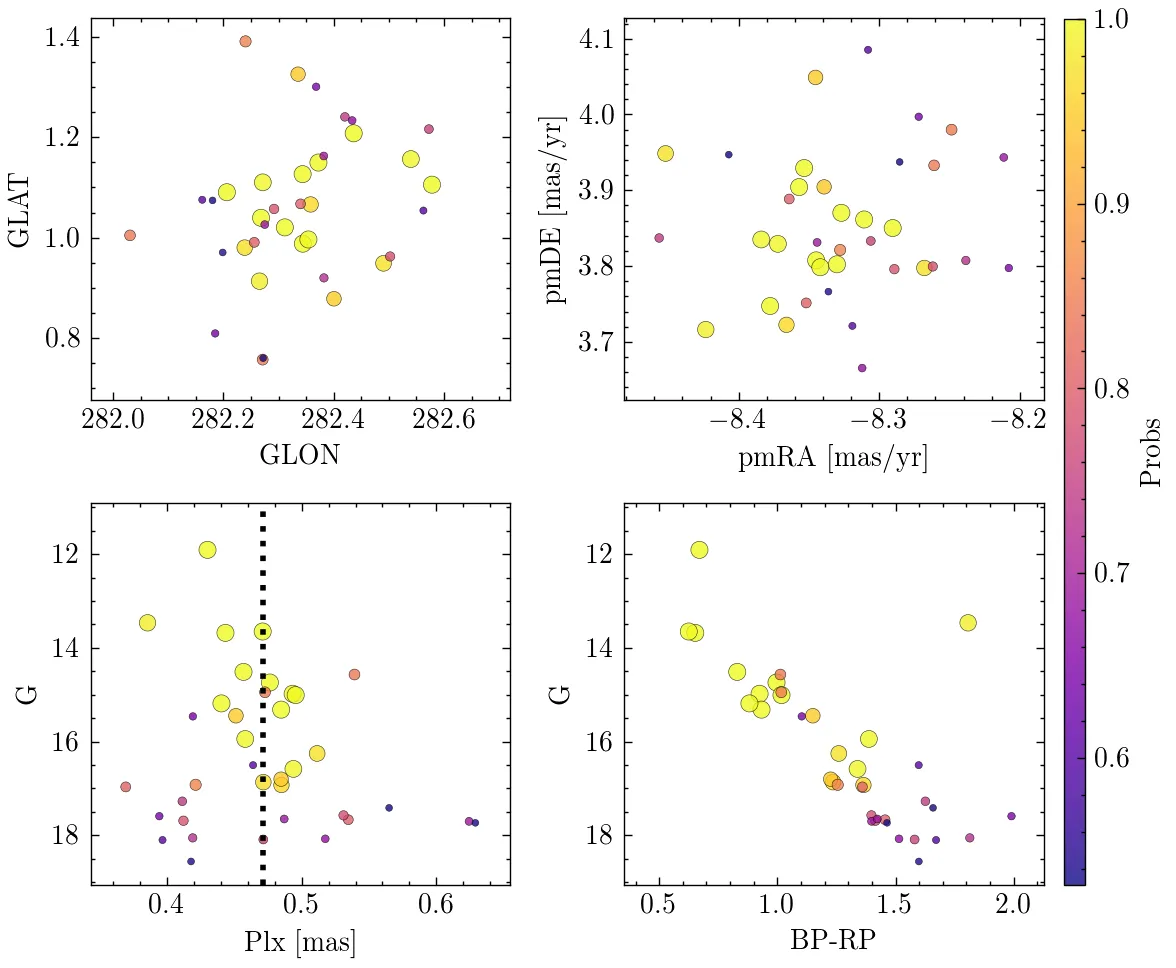 1.4
1.2
1.0
0.8
GLAT
282.0 282.2 282.4 282.6
GLON
4.1
4.0
3.9
3.8
3.7
pmDE [mas/yr]
−8.4 −8.3 −8.2
pmRA [mas/yr]
12
14
16
18
G
0.4 0.5 0.6
Plx [mas]
12
14
16
18
G
0.5 1.0 1.5 2.0
BP-RP
1.0
0.9
0.8
0.7
0.6
Probs